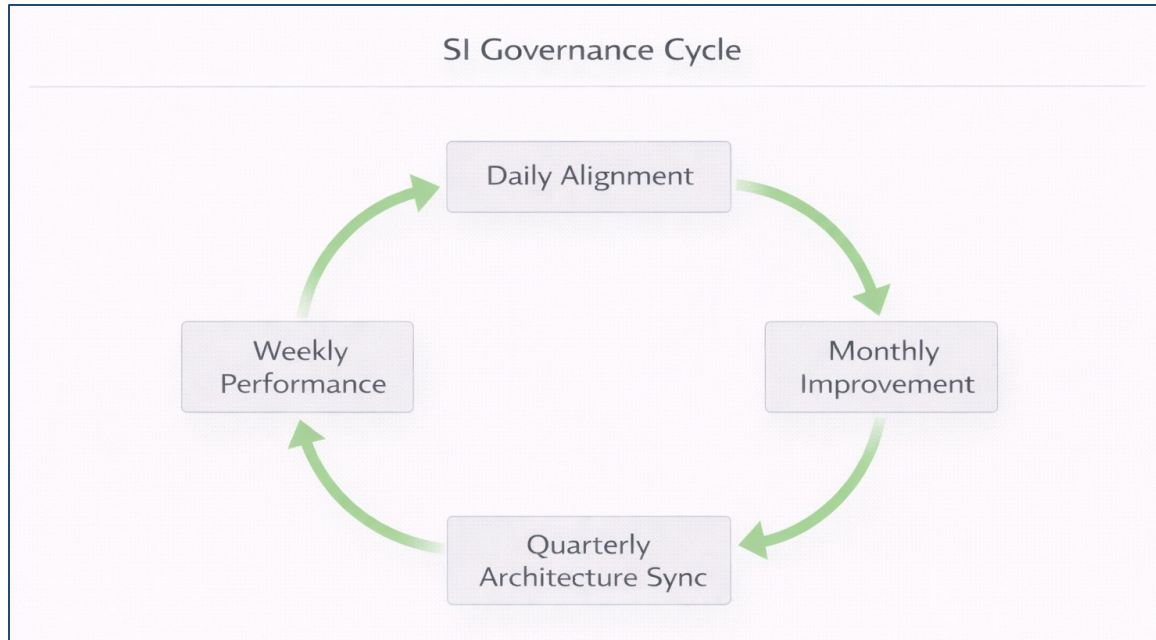 SI Governance Cycle
Daily Alignment
Weekly
Performance
Monthly
Improvement
Quarterly
Architecture Sync